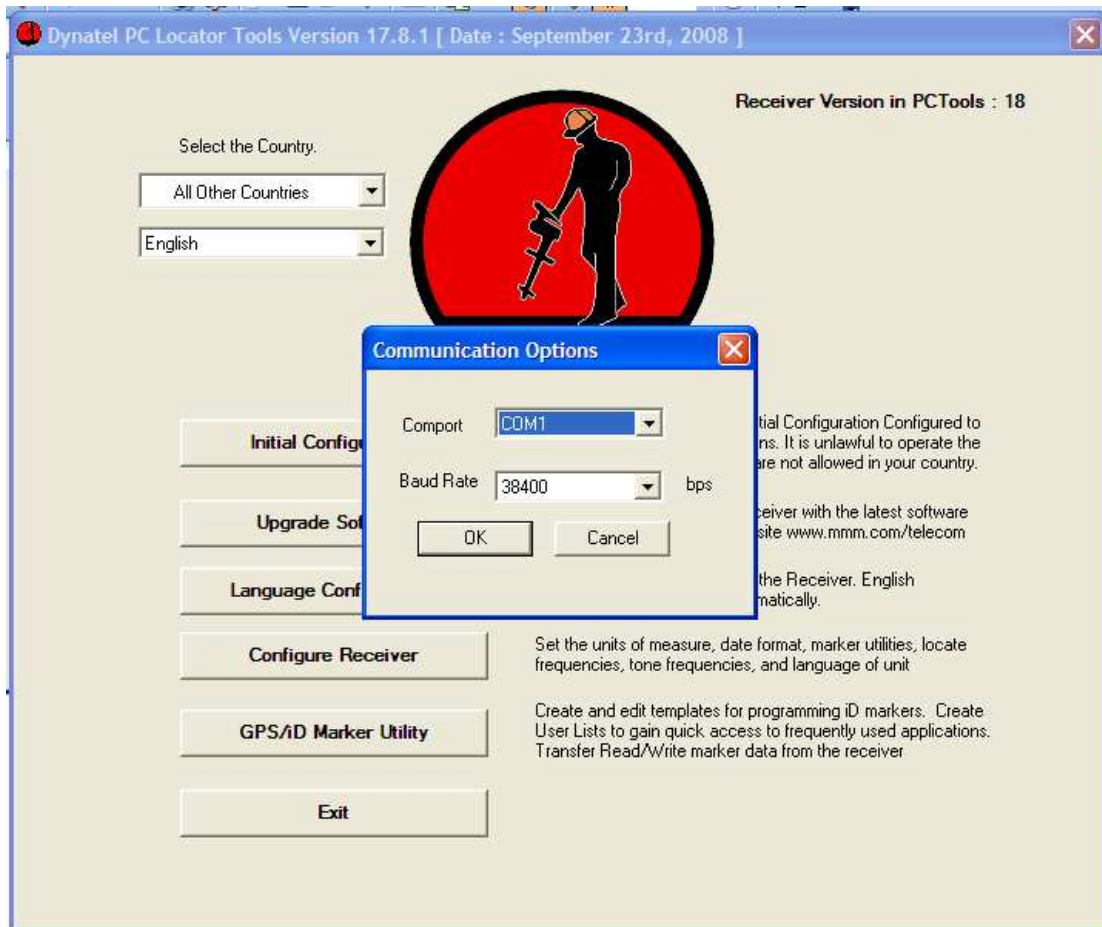 Dynatel PC Locator Tools Version 17.8.1 [ Date : September 23rd, 2008 ]
Receiver Version in PCTools : 18
Select the Country.
All Other Countries
English
Communication Options
Comport
COM1
Baud Rate
38400
bps
OK
Cancel
Initial
tial Configuration Configured to
ns. It is unlawful to operate the
are not allowed in your country.
Upgrade
ceiver with the latest software
site www.mmm.com/telecom
Language
the Receiver. English
matically.
Configure Receiver
Set the units of measure, date format, marker utilities, locate
frequencies, tone frequencies, and language of unit
GPS/iD Marker Utility
Create and edit templates for programming iD markers. Create
User Lists to gain quick access to frequently used applications.
Transfer Read/Write marker data from the receiver
Exit